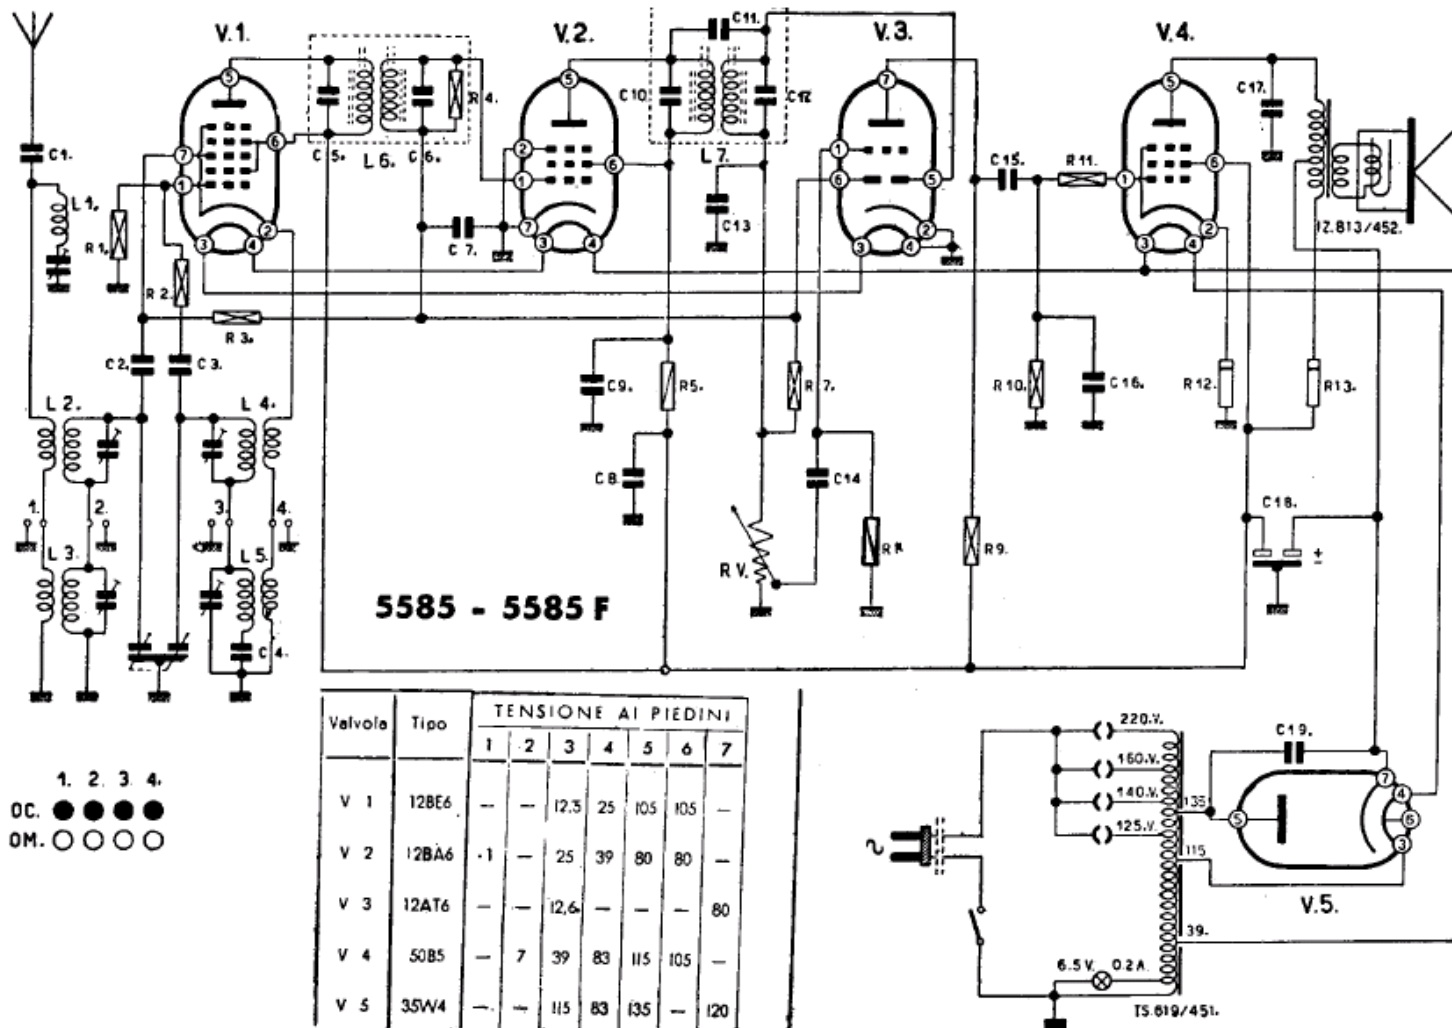 V.1.
V.2.
V.3.
V.4.
C1.
L1.
R1.
R2.
R3.
C2.
C3.
C5.
L6.
C6.
R4.
C7.
C10.
C11.
C12
L7.
C13
C9.
R5.
C8.
R7.
C14
RV.
R9.
C15.
R11.
R10.
C16.
C17.
IZ.813/452.
R12.
R13.
C18.
+
L2.
L4.
1.
2.
3.
4.
L3.
L5.
C4.
5585 - 5585 F
Valvola Tipo TENSIONE AI PIEDINI
1 2 3 4 5 6 7
V 1 12BE6 — — 12,5 25 105 105 —
V 2 12BA6 -1 — 25 39 80 80 —
V 3 12AT6 — — 12,6 — — — 80
V 4 50B5 — 7 39 83 115 105 —
V 5 35W4 — — 115 83 135 — 120
1. 2. 3. 4.
OC.
OM.
220.V.
160.V.
140.V.
125.V.
135
115
39.
6.5V. 0.2A.
TS.619/451.
C19.
V.5.